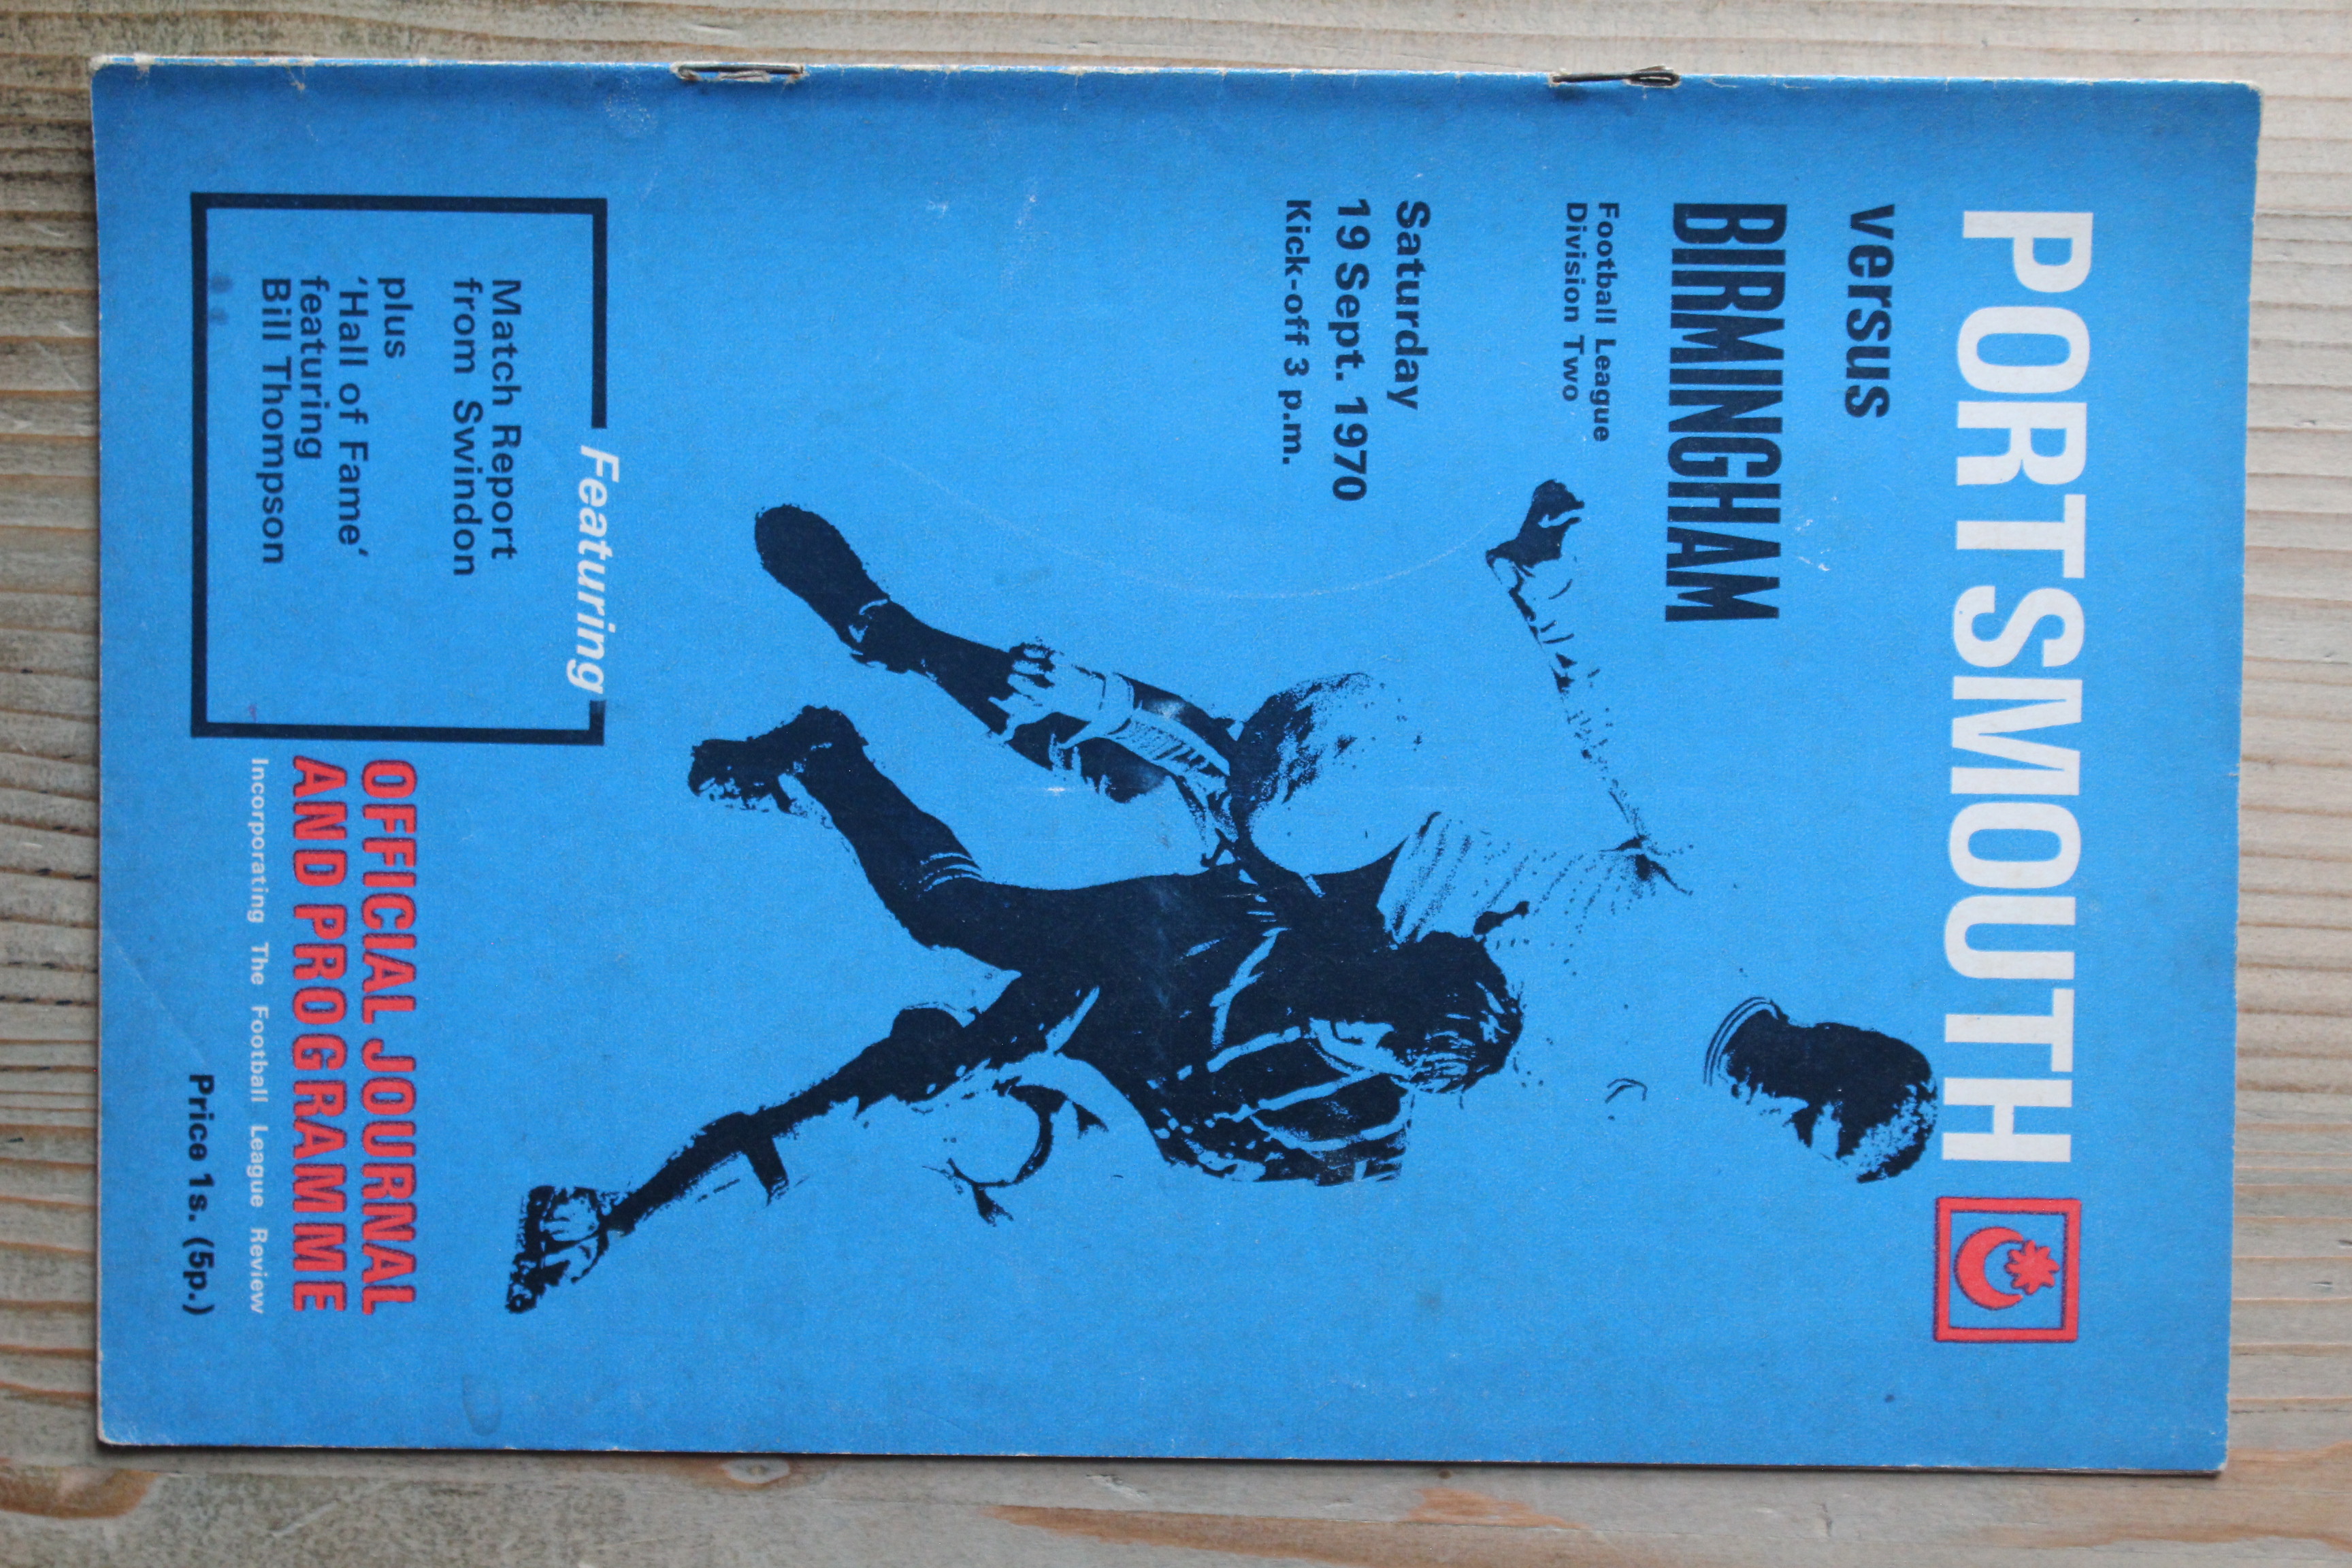 PORTSMOUTH
versus
BIRMINGHAM
Football League
Division Two
Saturday
19 Sept. 1970
Kick-off 3 p.m.
Featuring
Match Report
from Swindon
plus
‘Hall of Fame’
featuring
Bill Thompson
OFFICIAL JOURNAL
AND PROGRAMME
Incorporating The Football League Review
Price 1s. (5p.)